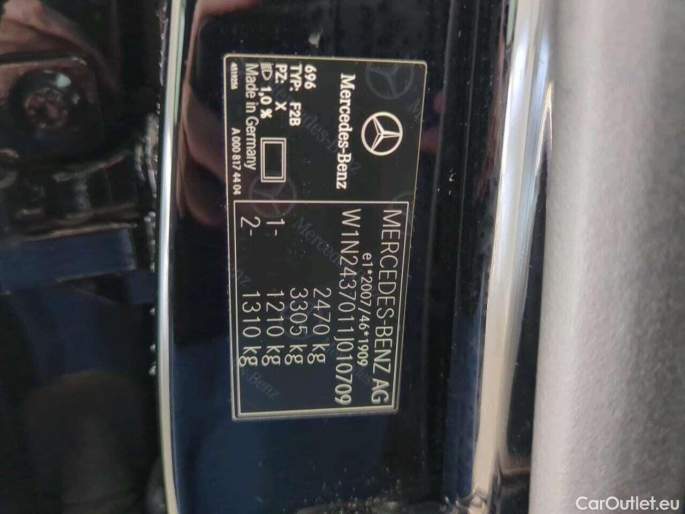 Mercedes-Benz
696
TYP: F2B
PZ: X
1,0 %
Made in Germany
4519256
A 000 817 44 04
MERCEDES-BENZ AG
e1*2007/46*1909
W1N2437011J010709
2470 kg
3305 kg
1- 1210 kg
2- 1310 kg
CarOutlet.eu